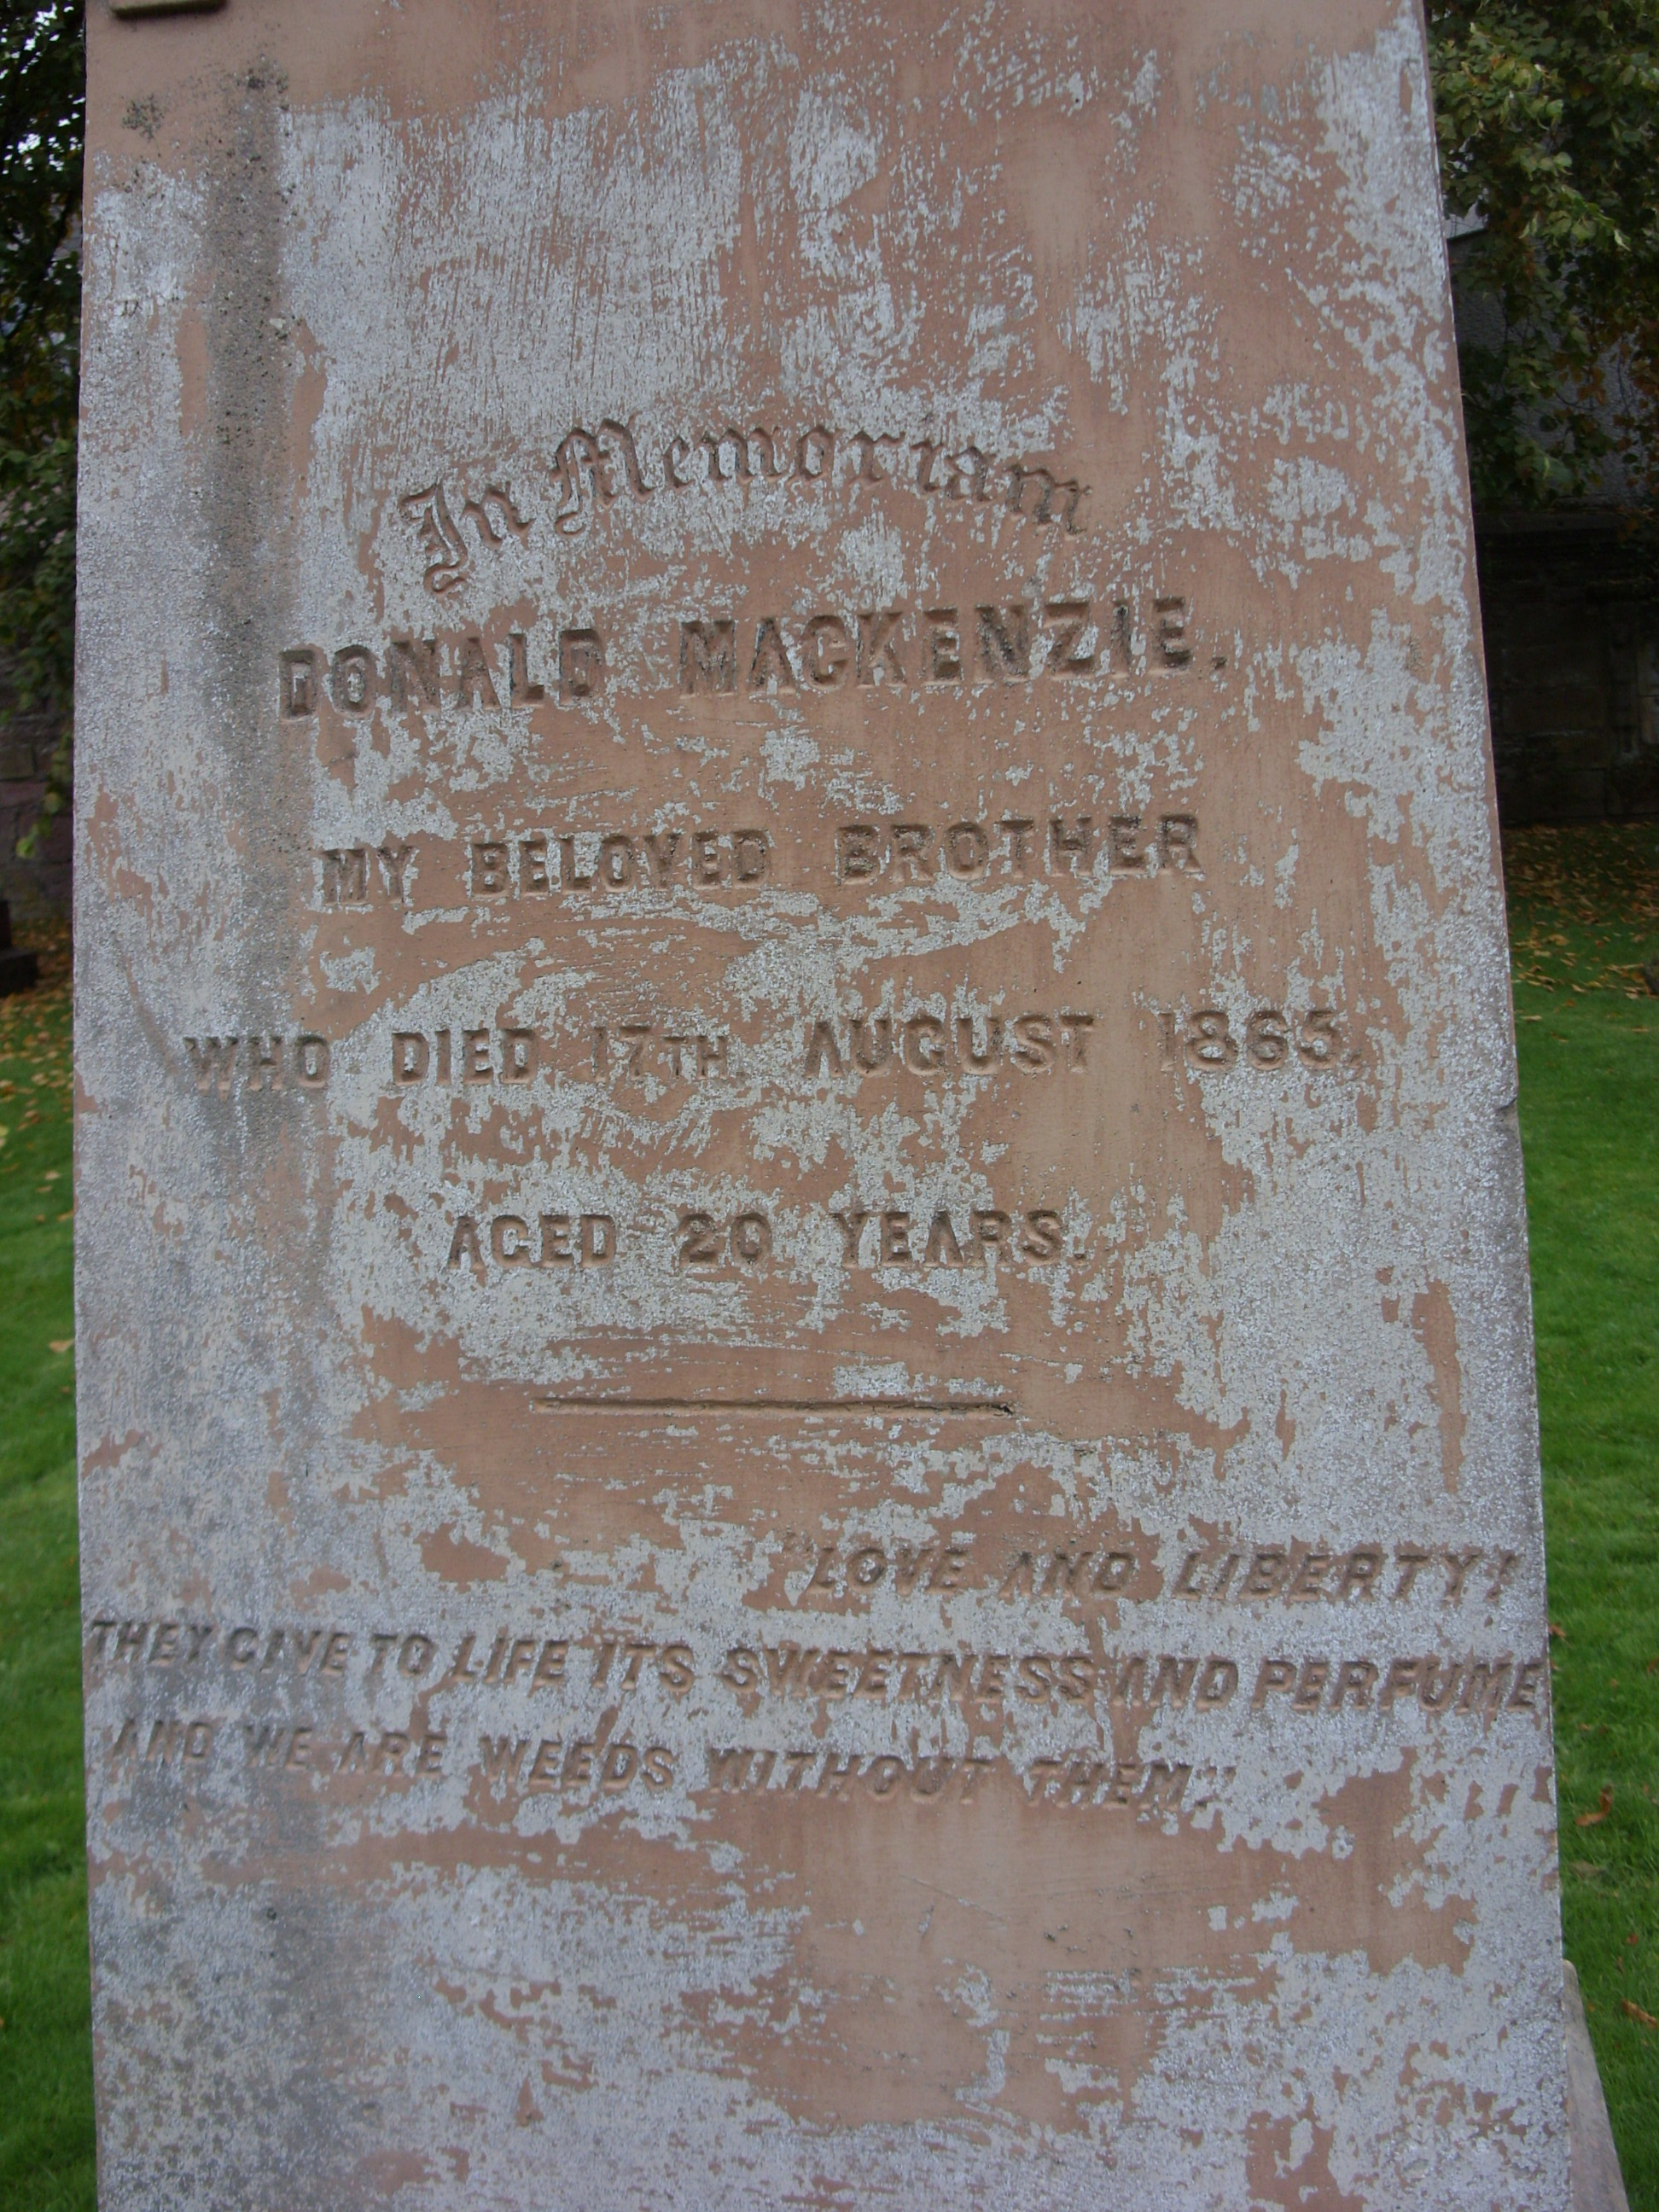 In Memoriam
DONALD MACKENZIE.
MY BELOVED BROTHER
WHO DIED 17TH AUGUST 1865,
AGED 20 YEARS.
"LOVE AND LIBERTY!
THEY GIVE TO LIFE ITS SWEETNESS AND PERFUME
AND WE ARE WEEDS WITHOUT THEM."